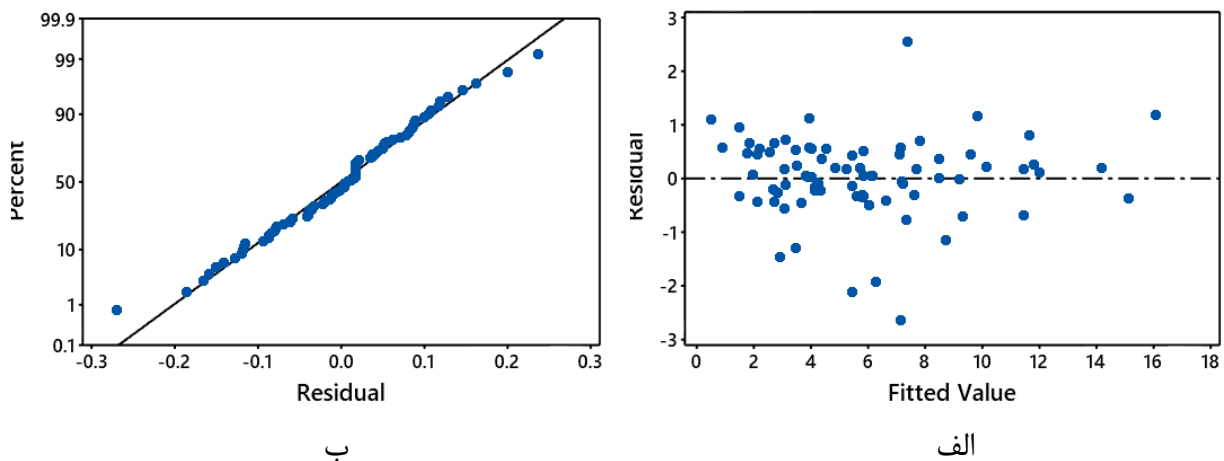 99.9
99
90
50
10
1
0.1
Percent
-0.3 -0.2 -0.1 0.0 0.1 0.2 0.3
Residual
ب
3
2
1
0
-1
-2
-3
Residual
0 2 4 6 8 10 12 14 16 18
Fitted Value
الف